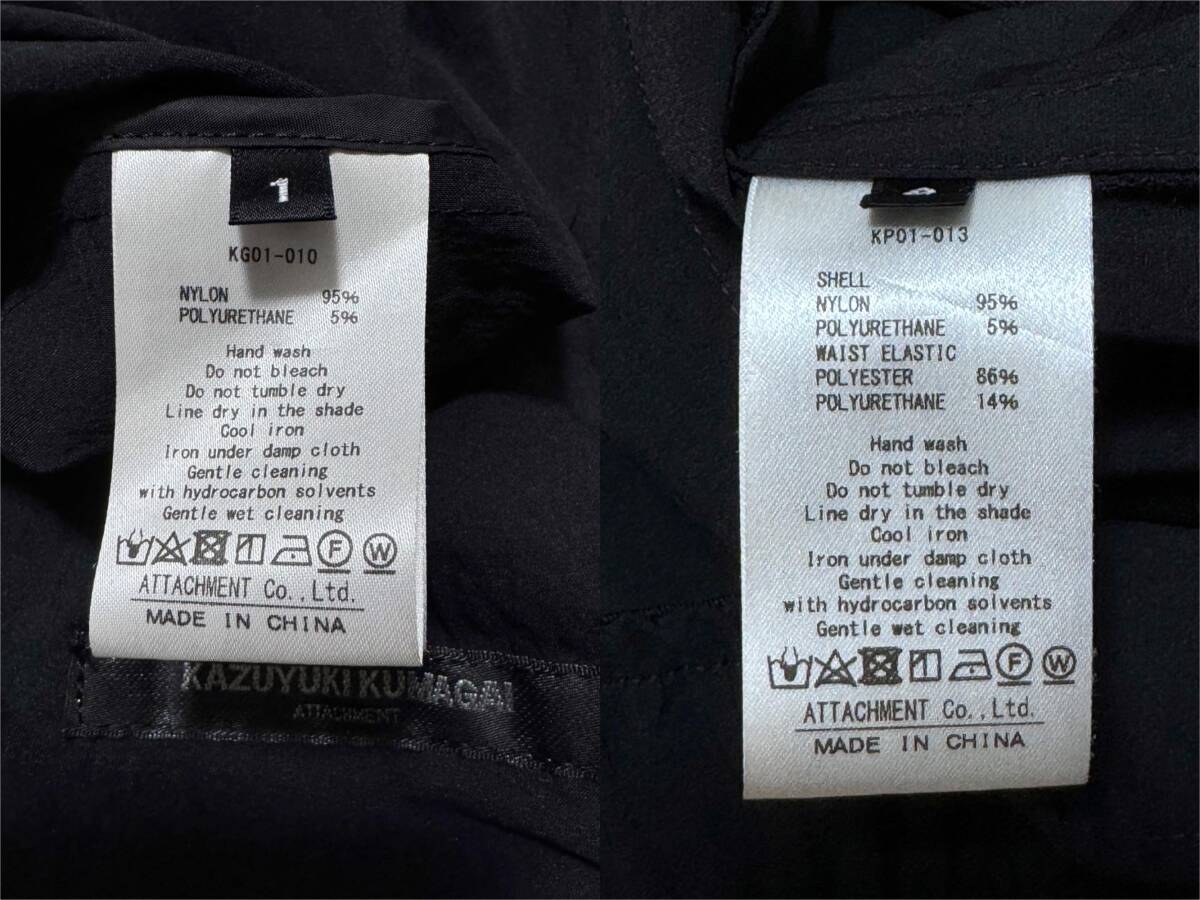 1
KG01-010
NYLON 95%
POLYURETHANE 5%
Hand wash
Do not bleach
Do not tumble dry
Line dry in the shade
Cool iron
Iron under damp cloth
Gentle cleaning
with hydrocarbon solvents
Gentle wet cleaning
F W
ATTACHMENT Co.,Ltd.
MADE IN CHINA
KAZUYUKI KUMAGAI
ATTACHMENT
KP01-013
SHELL
NYLON 95%
POLYURETHANE 5%
WAIST ELASTIC
POLYESTER 86%
POLYURETHANE 14%
Hand wash
Do not bleach
Do not tumble dry
Line dry in the shade
Cool iron
Iron under damp cloth
Gentle cleaning
with hydrocarbon solvents
Gentle wet cleaning
F W
ATTACHMENT Co.,Ltd.
MADE IN CHINA